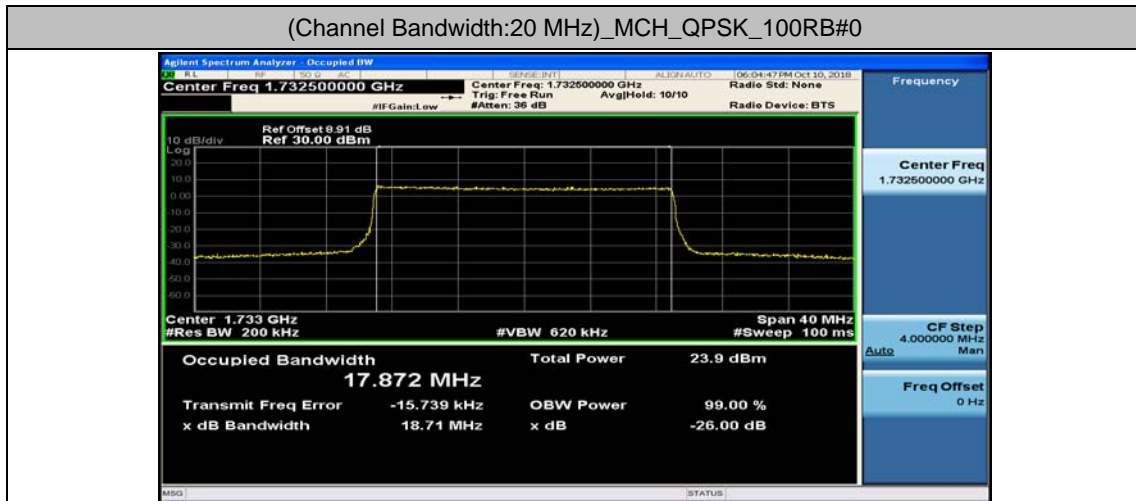 (Channel Bandwidth:20 MHz)_MCH_QPSK_100RB#0
Agilent Spectrum Analyzer - Occupied BW
LXI RL RF 50 Ω AC SENSE:INT ALIGN AUTO 06:04:47 PM Oct 10, 2018
Center Freq 1.732500000 GHz
Center Freq: 1.732500000 GHz
Radio Std: None
Trig: Free Run Avg|Hold: 10/10
#IFGain:Low #Atten: 36 dB Radio Device: BTS
Ref Offset 8.91 dB
10 dB/div Ref 30.00 dBm
Log
20.0
10.0
0.00
-10.0
-20.0
-30.0
-40.0
-50.0
-60.0
Center 1.733 GHz Span 40 MHz
#Res BW 200 kHz #VBW 620 kHz #Sweep 100 ms
Occupied Bandwidth Total Power 23.9 dBm
17.872 MHz
Transmit Freq Error -15.739 kHz OBW Power 99.00 %
x dB Bandwidth 18.71 MHz x dB -26.00 dB
MSG STATUS
Frequency
Center Freq
1.732500000 GHz
CF Step
4.000000 MHz
Auto Man
Freq Offset
0 Hz